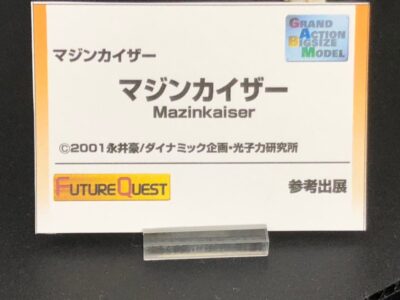 GRAND
ACTION
BIGSIZE
MODEL
マジンカイザー
マジンカイザー
Mazinkaiser
©2001永井豪/ダイナミック企画・光子力研究所
FUTUREQUEST
参考出展